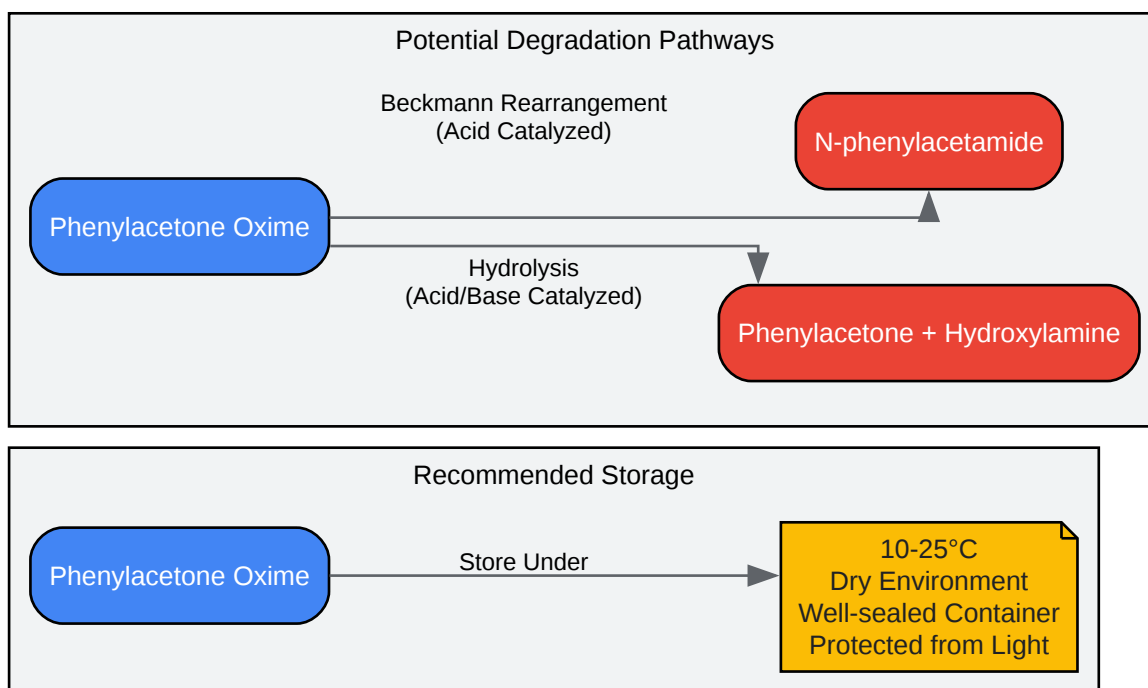 Potential Degradation Pathways
Beckmann Rearrangement
(Acid Catalyzed)
N-phenylacetamide
Phenylacetone Oxime
Hydrolysis
(Acid/Base Catalyzed)
Phenylacetone + Hydroxylamine
Recommended Storage
Phenylacetone Oxime
Store Under
10-25°C
Dry Environment
Well-sealed Container
Protected from Light